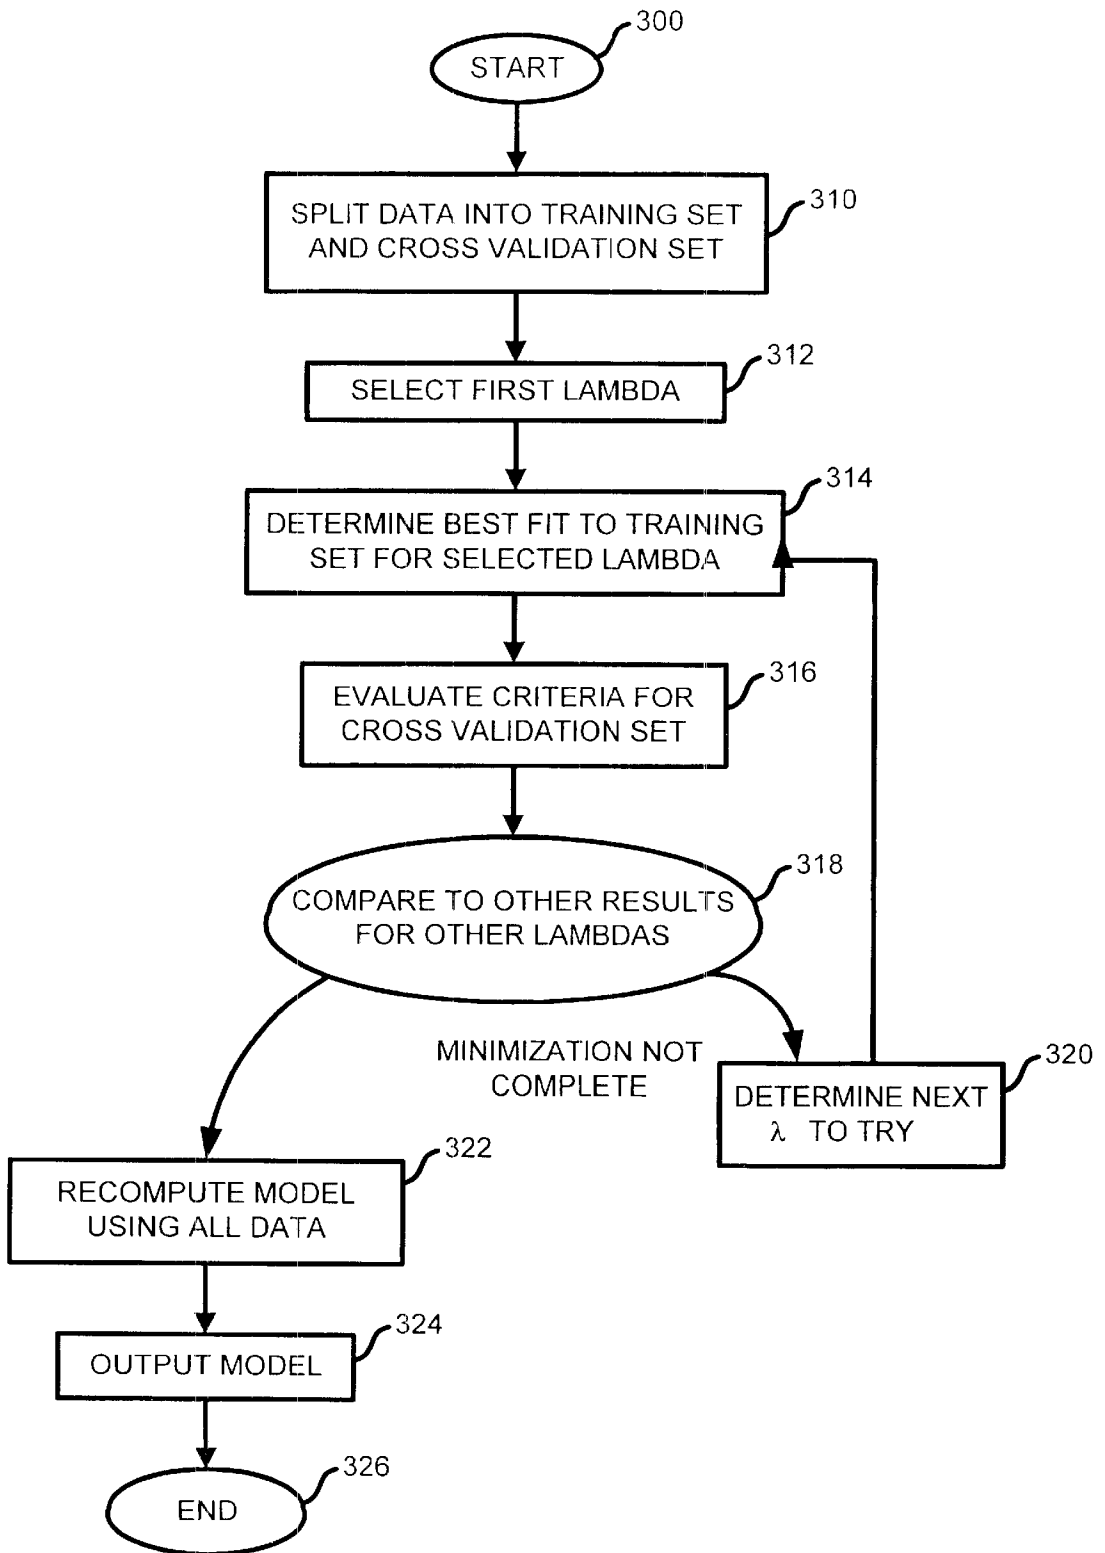 300
START
310
SPLIT DATA INTO TRAINING SET
AND CROSS VALIDATION SET
312
SELECT FIRST LAMBDA
314
DETERMINE BEST FIT TO TRAINING
SET FOR SELECTED LAMBDA
316
EVALUATE CRITERIA FOR
CROSS VALIDATION SET
318
COMPARE TO OTHER RESULTS
FOR OTHER LAMBDAS
MINIMIZATION NOT
COMPLETE
320
DETERMINE NEXT
λ TO TRY
322
RECOMPUTE MODEL
USING ALL DATA
324
OUTPUT MODEL
326
END